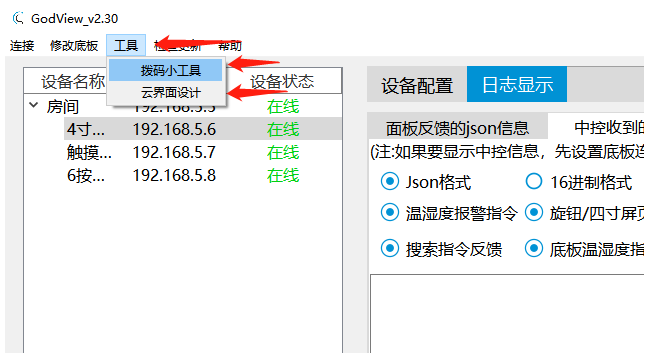 GodView_v2.30
连接 修改底板 工具 检查更新 帮助
拨码小工具
云界面设计
设备名称 设备状态
房间 192.168.5.5 在线
4寸... 192.168.5.6 在线
触摸... 192.168.5.7 在线
6按... 192.168.5.8 在线
设备配置 日志显示
面板反馈的json信息 中控收到的
(注:如果要显示中控信息，先设置底板连
Json格式 16进制格式
温湿度报警指令 旋钮/四寸屏页
搜索指令反馈 底板温湿度指